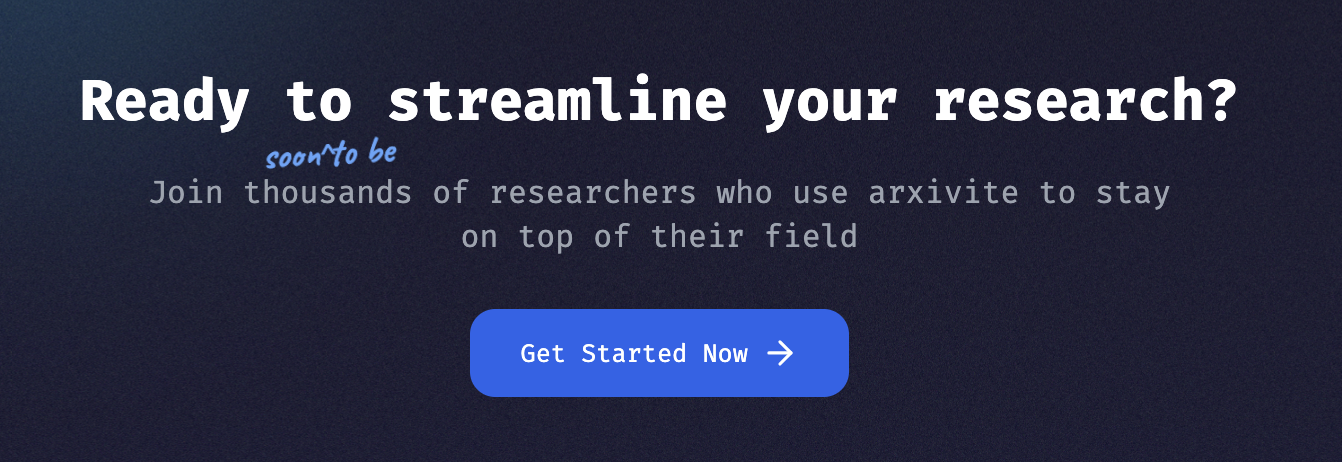 Ready to streamline your research?
soon^to be
Join thousands of researchers who use arxivite to stay
on top of their field
Get Started Now →